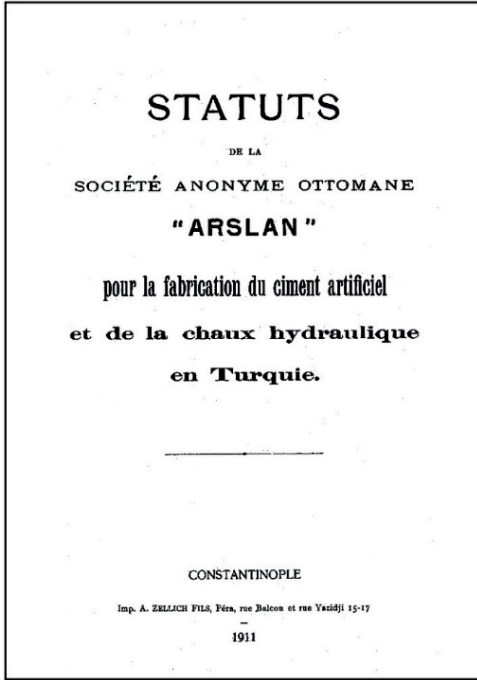 STATUTS
DE LA
SOCIÉTÉ ANONYME OTTOMANE
"ARSLAN"
pour la fabrication du ciment artificiel
et de la chaux hydraulique
en Turquie.
CONSTANTINOPLE
Imp. A. ZELLICH FILS, Péra, rue Balcon et rue Yazidji 15-17
1911